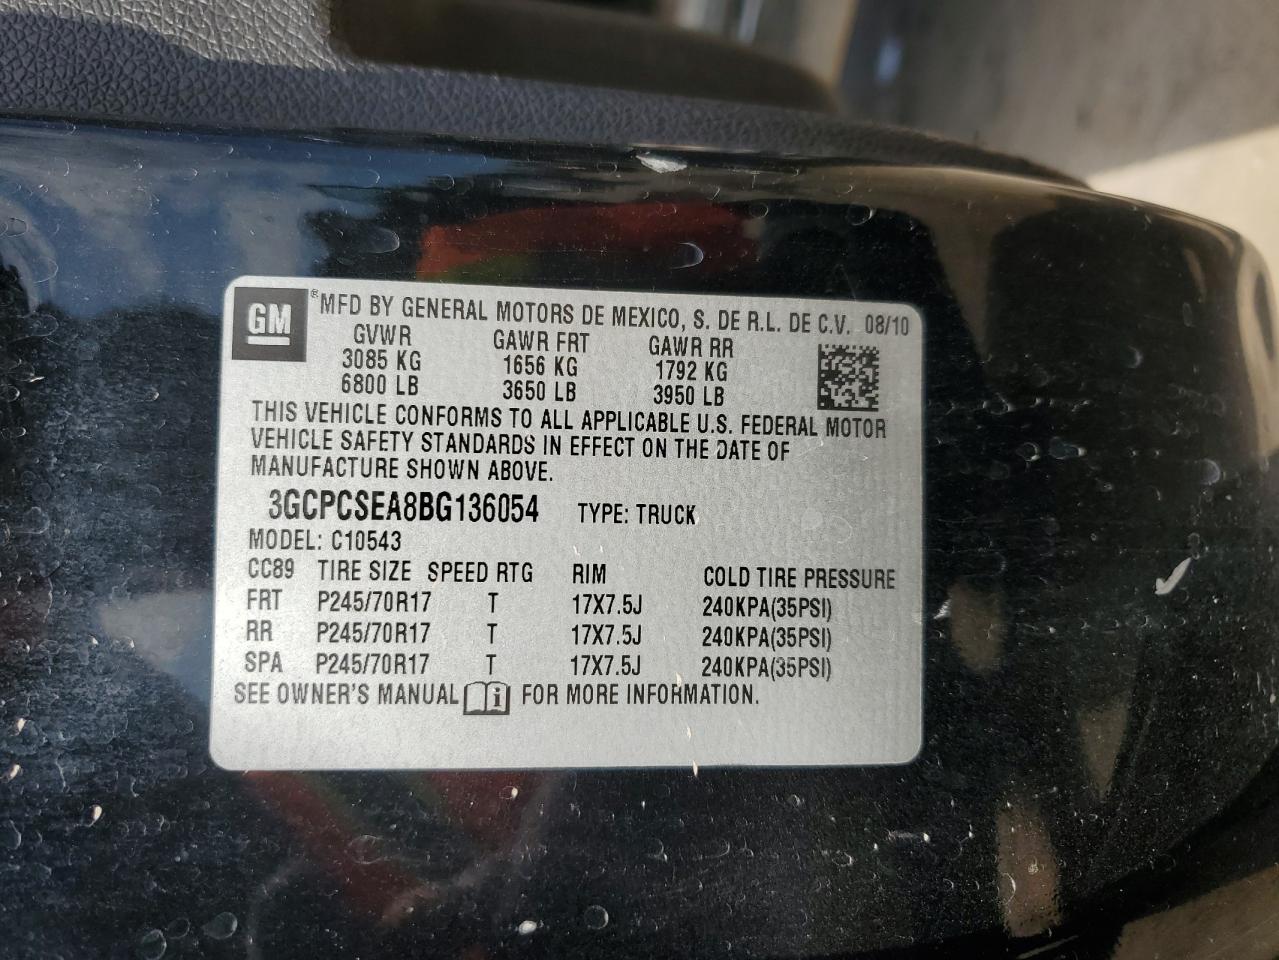 GM
® MFD BY GENERAL MOTORS DE MEXICO, S. DE R.L. DE C.V. 08/10
GVWR GAWR FRT GAWR RR
3085 KG 1656 KG 1792 KG
6800 LB 3650 LB 3950 LB
THIS VEHICLE CONFORMS TO ALL APPLICABLE U.S. FEDERAL MOTOR
VEHICLE SAFETY STANDARDS IN EFFECT ON THE DATE OF
MANUFACTURE SHOWN ABOVE.
3GCPCSEA8BG136054 TYPE: TRUCK
MODEL: C10543
CC89 TIRE SIZE SPEED RTG RIM COLD TIRE PRESSURE
FRT P245/70R17 T 17X7.5J 240KPA(35PSI)
RR P245/70R17 T 17X7.5J 240KPA(35PSI)
SPA P245/70R17 T 17X7.5J 240KPA(35PSI)
SEE OWNER'S MANUAL i FOR MORE INFORMATION.